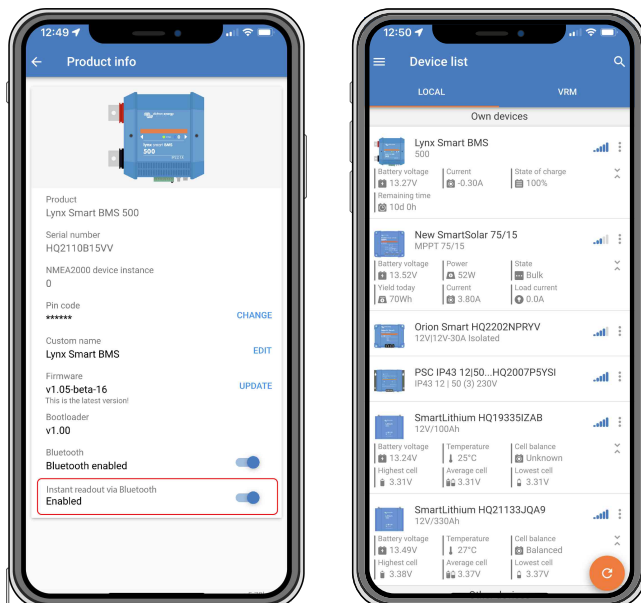 12:49
Product info
victron energy
lynx smart BMS
500
Product
Lynx Smart BMS 500
Serial number
HQ2110B15VV
NMEA2000 device instance
0
Pin code
******
CHANGE
Custom name
Lynx Smart BMS
EDIT
Firmware
v1.05-beta-16
UPDATE
This is the latest version!
Bootloader
v1.00
Bluetooth
Bluetooth enabled
Instant readout via Bluetooth
Enabled
12:50
Device list
LOCAL VRM
Own devices
Lynx Smart BMS
500
Battery voltage Current State of charge
13.27V -0.30A 100%
Remaining time
10d 0h
New SmartSolar 75/15
MPPT 75/15
Battery voltage Power State
13.52V 52W Bulk
Yield today Current Load current
70Wh 3.80A 0.0A
Orion Smart HQ2202NPRYV
12V|12V-30A Isolated
PSC IP43 12|50...HQ2007P5YSI
IP43 12 | 50 (3) 230V
SmartLithium HQ19335IZAB
12V/100Ah
Battery voltage Temperature Cell balance
13.24V 25°C Unknown
Highest cell Average cell Lowest cell
3.31V 3.31V 3.31V
SmartLithium HQ21133JQA9
12V/330Ah
Battery voltage Temperature Cell balance
13.49V 27°C Balanced
Highest cell Average cell Lowest cell
3.38V 3.37V 3.37V